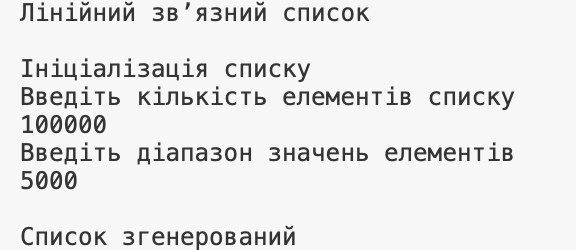 Лінійний зв’язний список
Ініціалізація списку
Введіть кількість елементів списку
100000
Введіть діапазон значень елементів
5000
Список згенерований